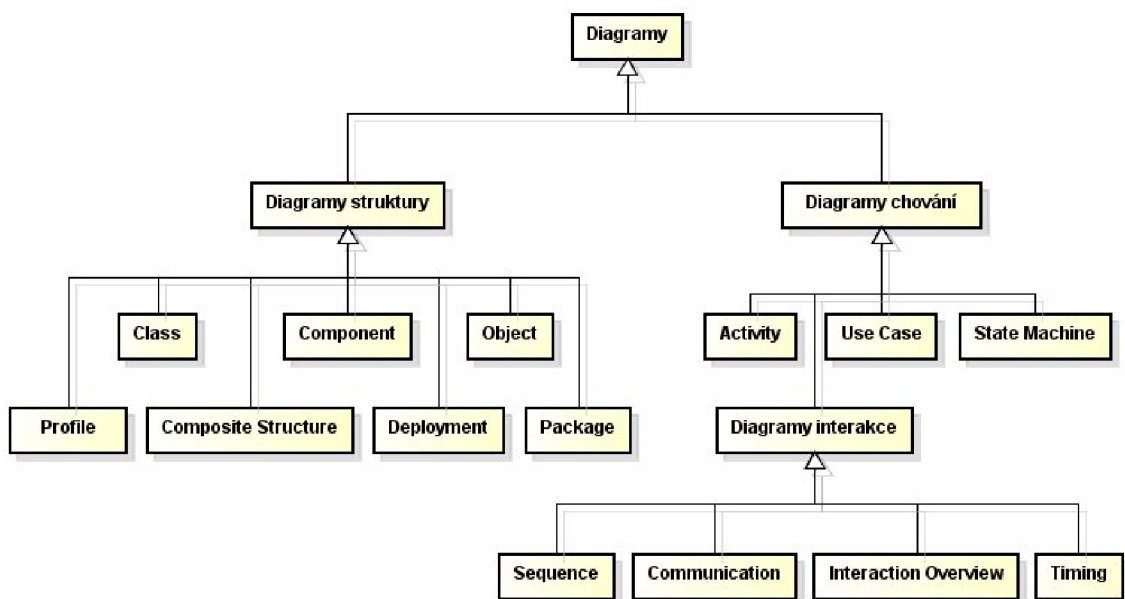 Diagramy
Diagramy struktury
Diagramy chování
Class
Component
Object
Activity
Use Case
State Machine
Profile
Composite Structure
Deployment
Package
Diagramy interakce
Sequence
Communication
Interaction Overview
Timing